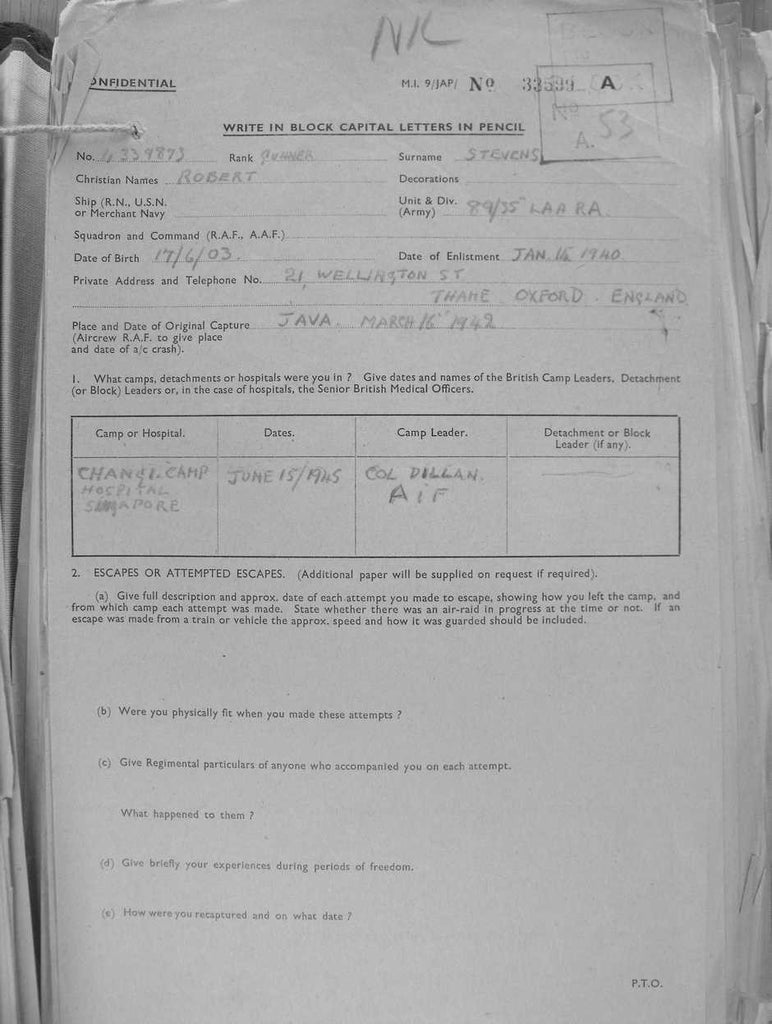 NIL
ONFIDENTIAL M.I. 9/JAP/ No 33599 A
No
A. 53
WRITE IN BLOCK CAPITAL LETTERS IN PENCIL
No. Rank GUNNER Surname STEVENS
Christian Names ROBERT Decorations
Ship (R.N., U.S.N. or Merchant Navy Unit & Div. (Army) 89/35 LAA RA
Squadron and Command (R.A.F., A.A.F.)
Date of Birth 17/6/03. Date of Enlistment JAN. 1940
Private Address and Telephone No. 21, WELLINGTON ST
THAME OXFORD. ENGLAND
Place and Date of Original Capture JAVA. MARCH 16 1942
(Aircrew R.A.F. to give place
and date of a/c crash).
1. What camps, detachments or hospitals were you in ? Give dates and names of the British Camp Leaders, Detachment
(or Block) Leaders or, in the case of hospitals, the Senior British Medical Officers.
Camp or Hospital. Dates. Camp Leader. Detachment or Block
Leader (if any).
CHANGI. CAMP JUNE 15/1945 COL DILLAN.
HOSPITAL AIF
SINGAPORE
2. ESCAPES OR ATTEMPTED ESCAPES. (Additional paper will be supplied on request if required).
(a) Give full description and approx. date of each attempt you made to escape, showing how you left the camp, and
from which camp each attempt was made. State whether there was an air-raid in progress at the time or not. If an
escape was made from a train or vehicle the approx. speed and how it was guarded should be included.
(b) Were you physically fit when you made these attempts ?
(c) Give Regimental particulars of anyone who accompanied you on each attempt.
What happened to them ?
(d) Give briefly your experiences during periods of freedom.
(e) How were you recaptured and on what date ?
P.T.O.